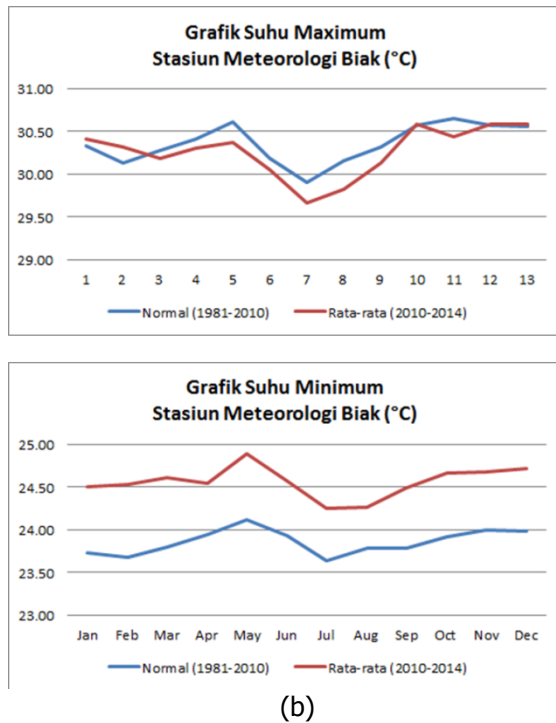 Grafik Suhu Maximum
Stasiun Meteorologi Biak (°C)
31.00
30.50
30.00
29.50
29.00
1 2 3 4 5 6 7 8 9 10 11 12 13
Normal (1981-2010) Rata-rata (2010-2014)
Grafik Suhu Minimum
Stasiun Meteorologi Biak (°C)
25.00
24.50
24.00
23.50
23.00
Jan Feb Mar Apr May Jun Jul Aug Sep Oct Nov Dec
Normal (1981-2010) Rata-rata (2010-2014)
(b)